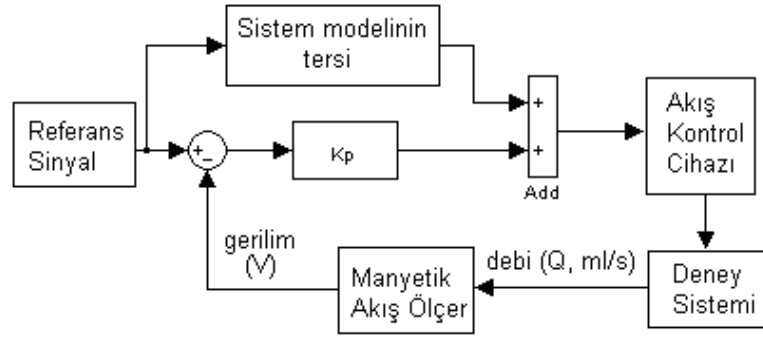 Sistem modelinin
tersi
Referans
Sinyal
+
-
Kp
+
+
Add
Akış
Kontrol
Cihazı
gerilim
(V)
Manyetik
Akış Ölçer
debi (Q, ml/s)
Deney
Sistemi